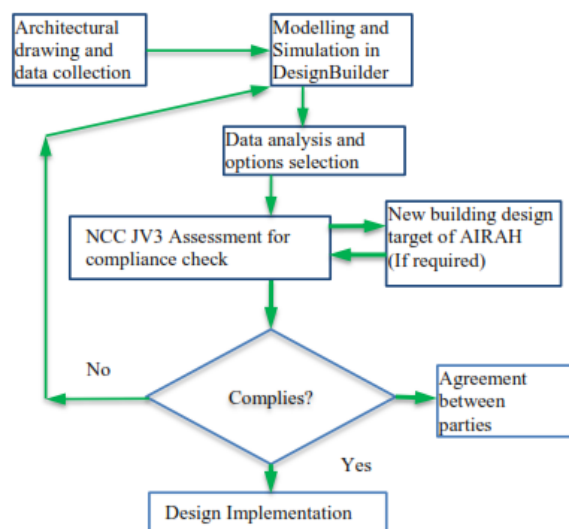 Architectural
drawing and
data collection
Modelling and
Simulation in
DesignBuilder
Data analysis and
options selection
NCC JV3 Assessment for
compliance check
New building design
target of AIRAH
(If required)
No
Complies?
Agreement
between
parties
Yes
Design Implementation